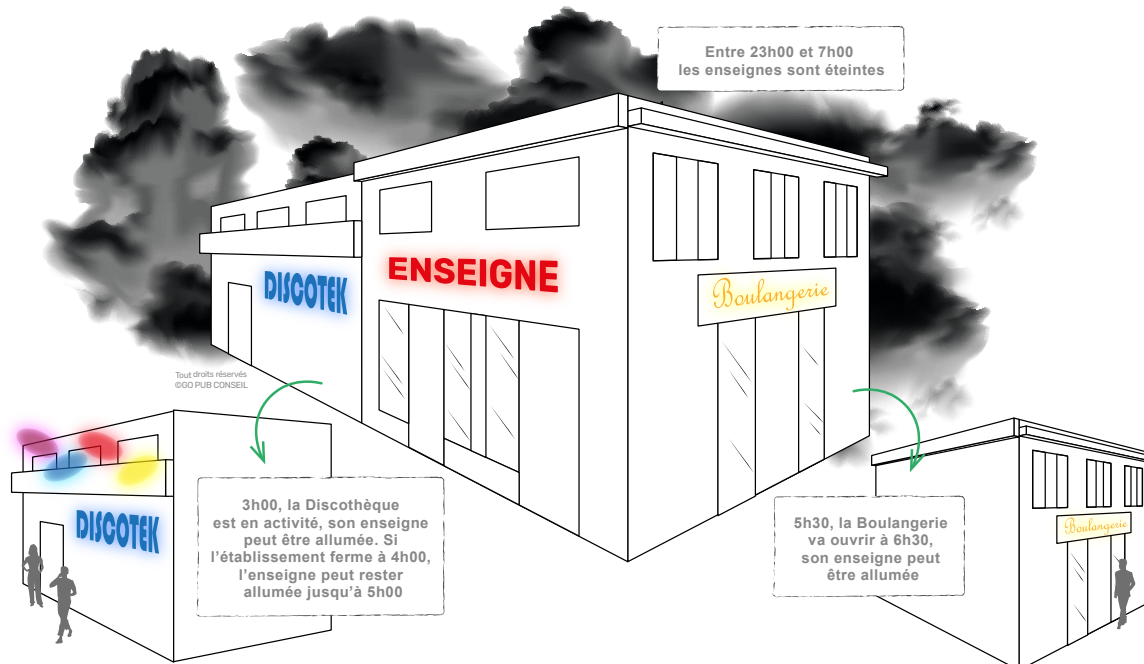 Entre 23h00 et 7h00
les enseignes sont éteintes
DISCOTEK
ENSEIGNE
Boulangerie
Tout droits réservés
©GO PUB CONSEIL
DISCOTEK
3h00, la Discothèque
est en activité, son enseigne
peut être allumée. Si
l’établissement ferme à 4h00,
l’enseigne peut rester
allumée jusqu’à 5h00
5h30, la Boulangerie
va ouvrir à 6h30,
son enseigne peut
être allumée
Boulangerie